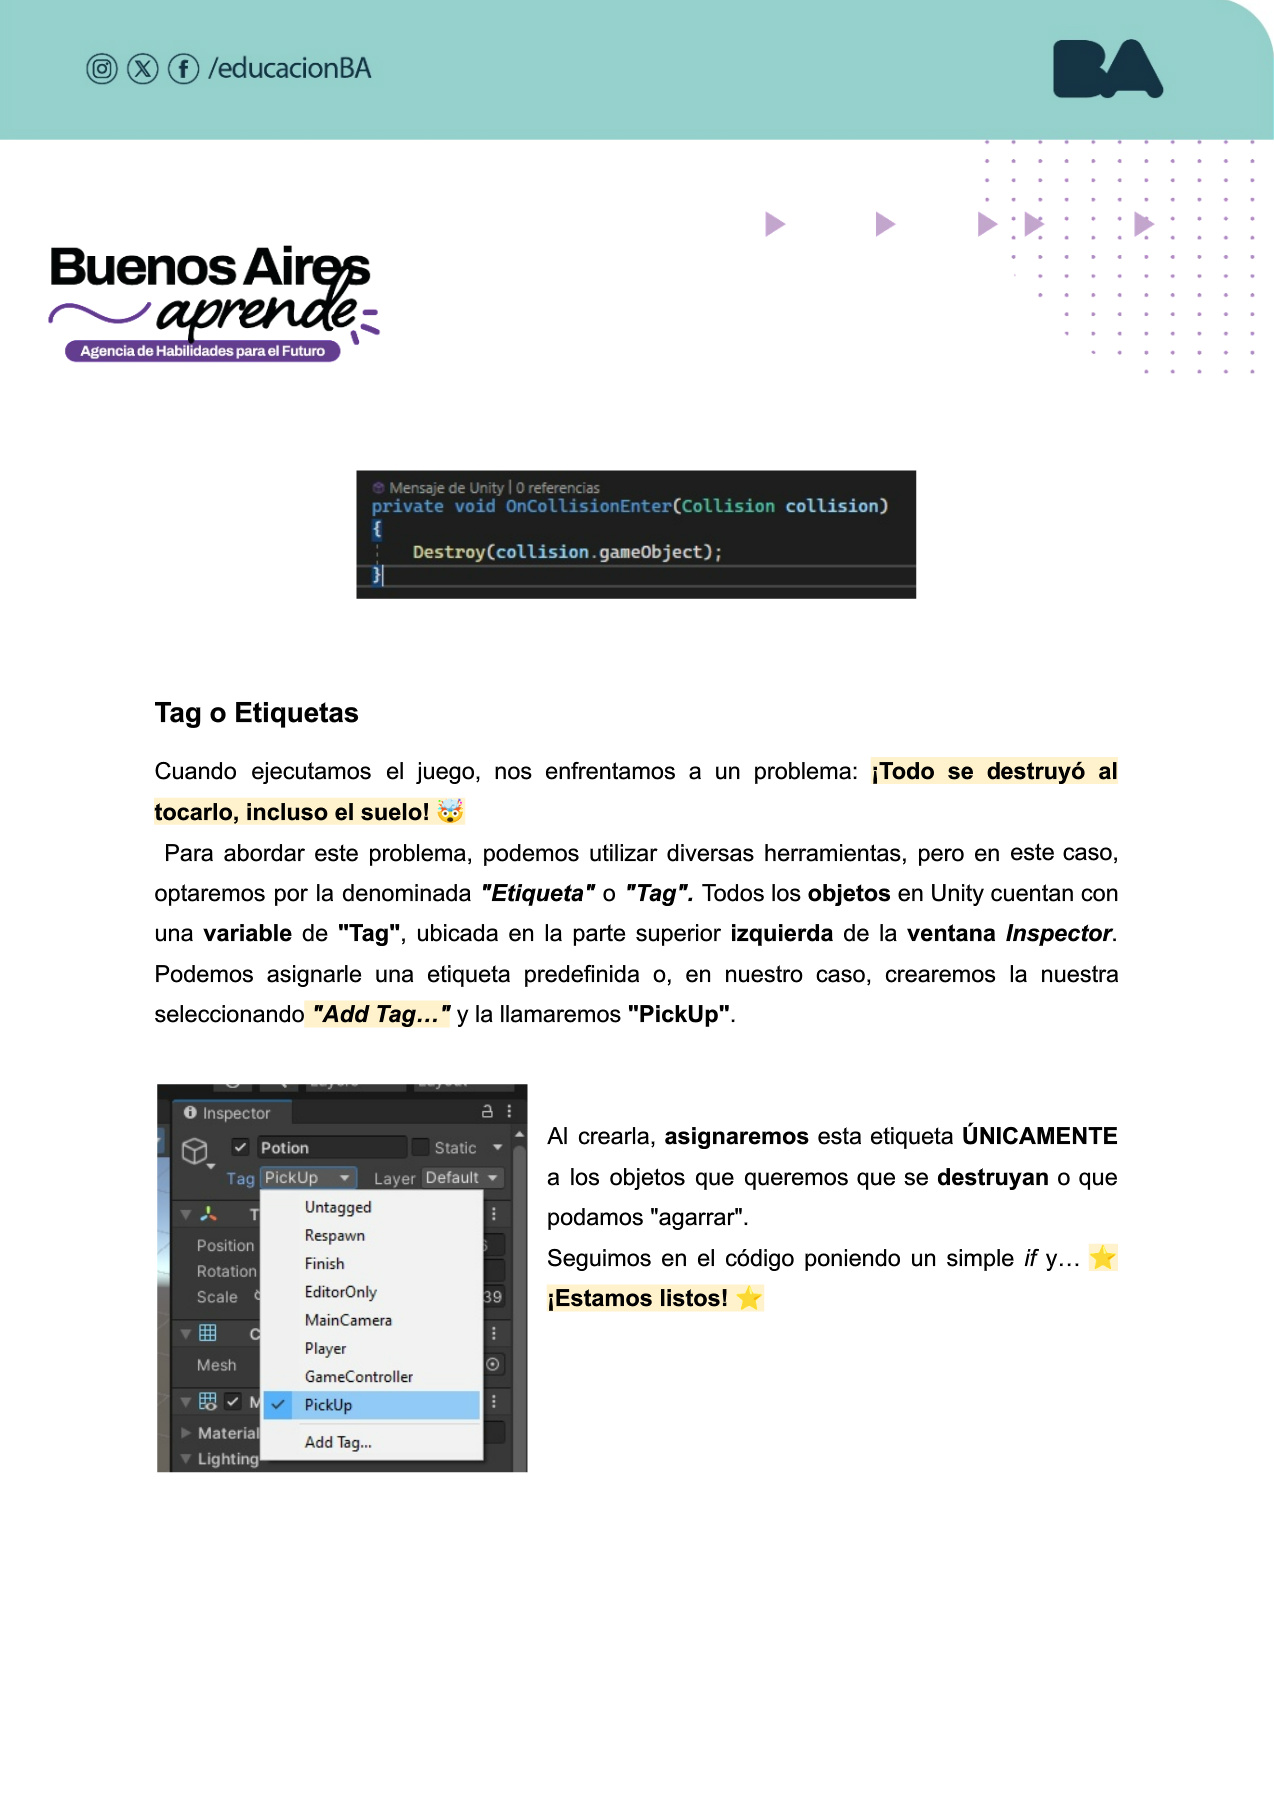 /educacionBA
BA
Buenos Aires
aprende
Agencia de Habilidades para el Futuro
Mensaje de Unity | 0 referencias
private void OnCollisionEnter(Collision collision)
{
Destroy(collision.gameObject);
}
Tag o Etiquetas
Cuando ejecutamos el juego, nos enfrentamos a un problema: ¡Todo se destruyó al
tocarlo, incluso el suelo! 🤯
Para abordar este problema, podemos utilizar diversas herramientas, pero en este caso,
optaremos por la denominada "Etiqueta" o "Tag". Todos los objetos en Unity cuentan con
una variable de "Tag", ubicada en la parte superior izquierda de la ventana Inspector.
Podemos asignarle una etiqueta predefinida o, en nuestro caso, crearemos la nuestra
seleccionando "Add Tag…" y la llamaremos "PickUp".
Inspector
Potion Static
Tag PickUp Layer Default
Untagged
Respawn
Finish
EditorOnly
MainCamera
Player
GameController
PickUp
Add Tag...
T
Position
Rotation
Scale 39
C
Mesh
M
Material
Lighting
Al crearla, asignaremos esta etiqueta ÚNICAMENTE
a los objetos que queremos que se destruyan o que
podamos "agarrar".
Seguimos en el código poniendo un simple if y… ⭐
¡Estamos listos! ⭐